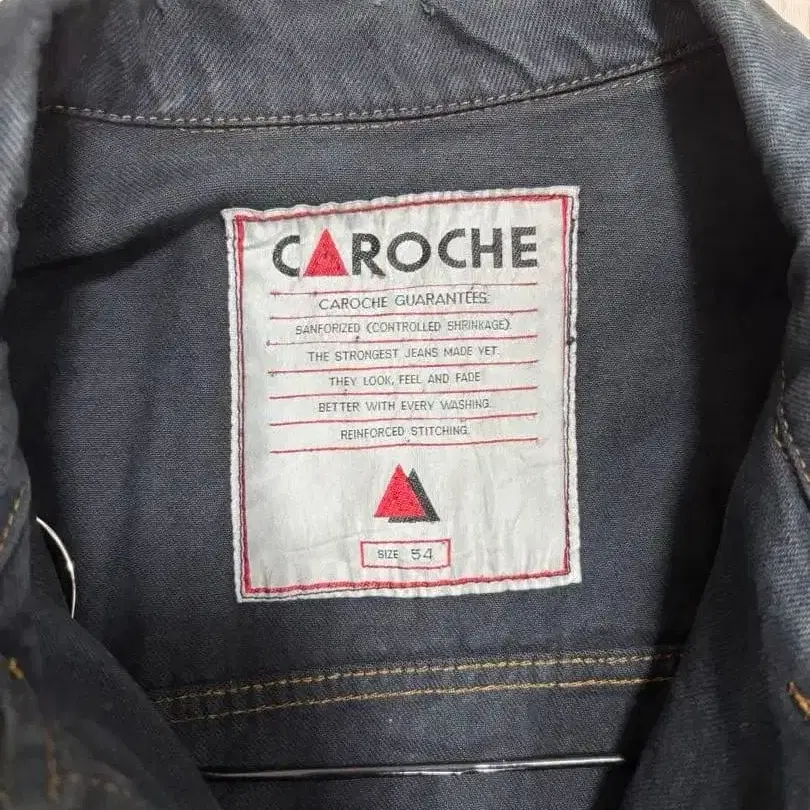 CAROCHE
CAROCHE GUARANTEES:
SANFORIZED (CONTROLLED SHRINKAGE).
THE STRONGEST JEANS MADE YET.
THEY LOOK, FEEL AND FADE
BETTER WITH EVERY WASHING.
REINFORCED STITCHING.
SIZE 54